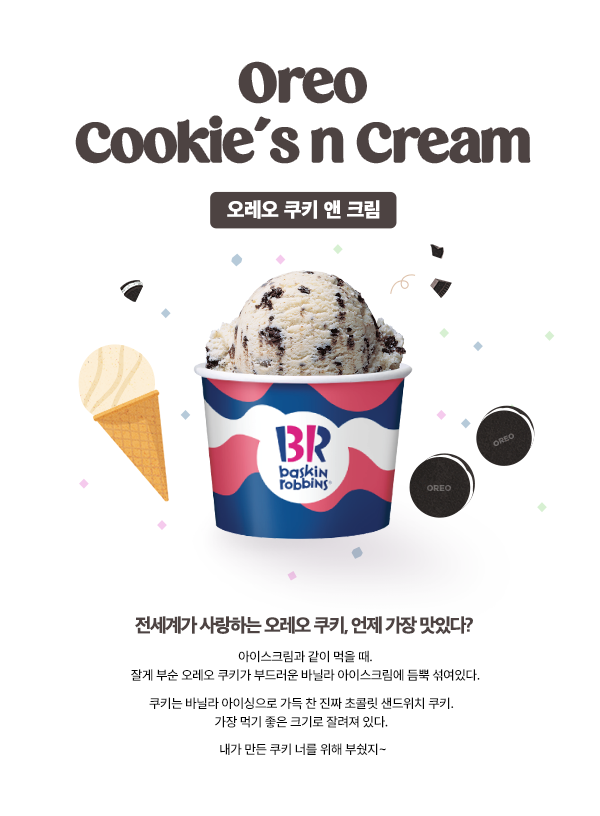 Oreo
Cookie´s n Cream
오레오 쿠키 앤 크림
BR
baskin
robbins®
OREO
OREO
전세계가 사랑하는 오레오 쿠키, 언제 가장 맛있다?
아이스크림과 같이 먹을 때.
잘게 부순 오레오 쿠키가 부드러운 바닐라 아이스크림에 듬뿍 섞여있다.
쿠키는 바닐라 아이싱으로 가득 찬 진짜 초콜릿 샌드위치 쿠키.
가장 먹기 좋은 크기로 잘려져 있다.
내가 만든 쿠키 너를 위해 부쉈지~